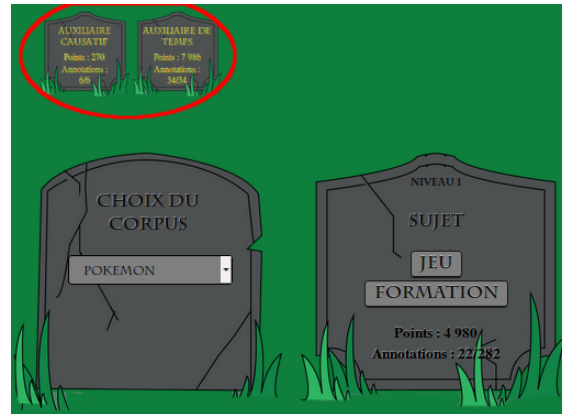 AUXILIAIRE
CAUSATIF
Points : 270
Annotations :
6/6
AUXILIAIRE DE
TEMPS
Points : 7 986
Annotations :
34/34
CHOIX DU
CORPUS
POKEMON
NIVEAU 1
SUJET
JEU
FORMATION
Points : 4 980
Annotations : 22/282